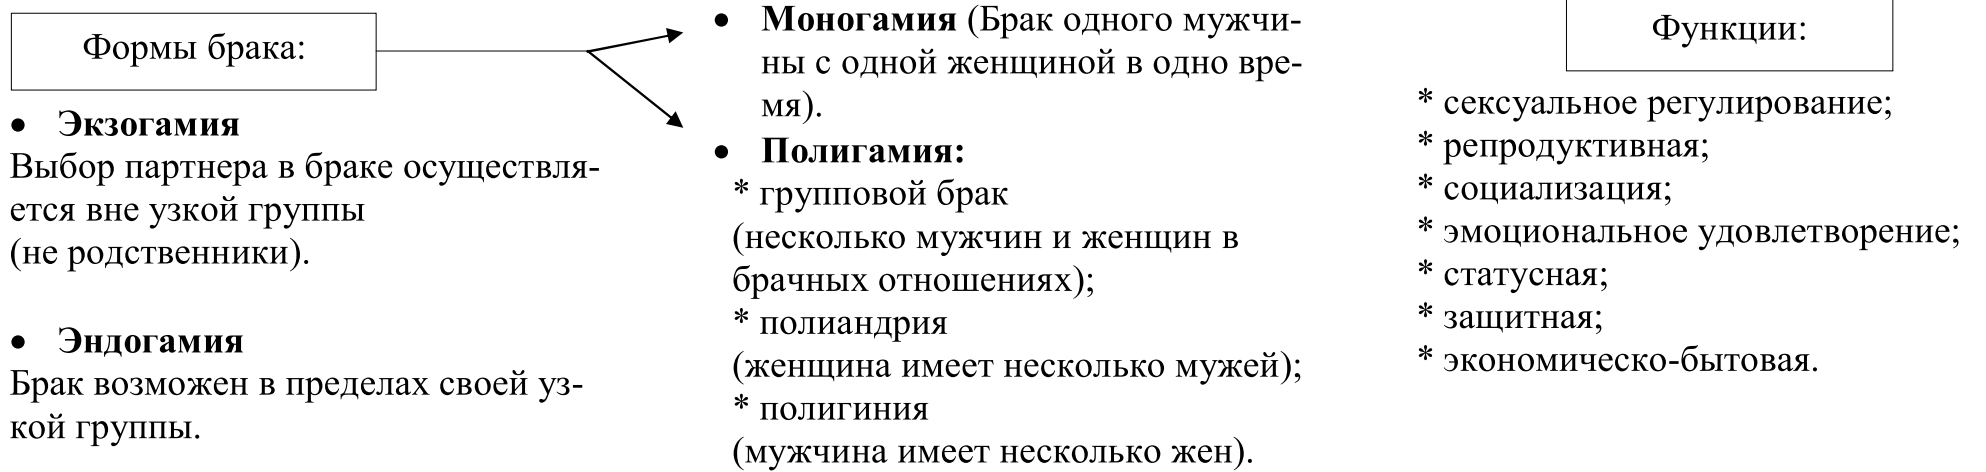 Формы брака:
• Экзогамия
Выбор партнера в браке осуществля-
ется вне узкой группы
(не родственники).
• Эндогамия
Брак возможен в пределах своей уз-
кой группы.
• Моногамия (Брак одного мужчи-
ны с одной женщиной в одно вре-
мя).
• Полигамия:
* групповой брак
(несколько мужчин и женщин в
брачных отношениях);
* полиандрия
(женщина имеет несколько мужей);
* полигиния
(мужчина имеет несколько жен).
Функции:
* сексуальное регулирование;
* репродуктивная;
* социализация;
* эмоциональное удовлетворение;
* статусная;
* защитная;
* экономическо-бытовая.